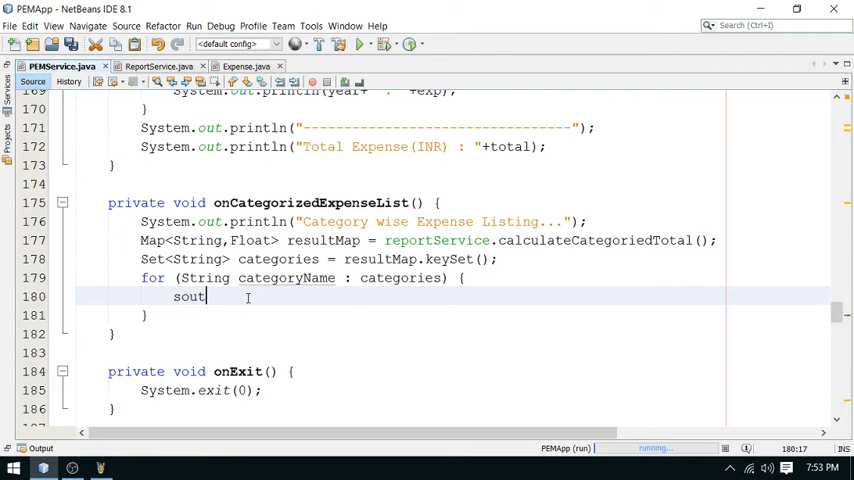 PEMApp - NetBeans IDE 8.1
File Edit View Navigate Source Refactor Run Debug Profile Team Tools Window Help
Search (Ctrl+I)
<default config>
PEMService.java ReportService.java Expense.java
Source History
Services
Projects
169 System.out.println(year+" : "+exp);
170 }
171 System.out.println("--------------------------------");
172 System.out.println("Total Expense(INR) : "+total);
173 }
174
175 private void onCategorizedExpenseList() {
176 System.out.println("Category wise Expense Listing...");
177 Map<String,Float> resultMap = reportService.calculateCategoriedTotal();
178 Set<String> categories = resultMap.keySet();
179 for (String categoryName : categories) {
180 sout
181 }
182 }
183
184 private void onExit() {
185 System.exit(0);
186 }
Output PEMApp (run) running... 180:17 INS
7:53 PM